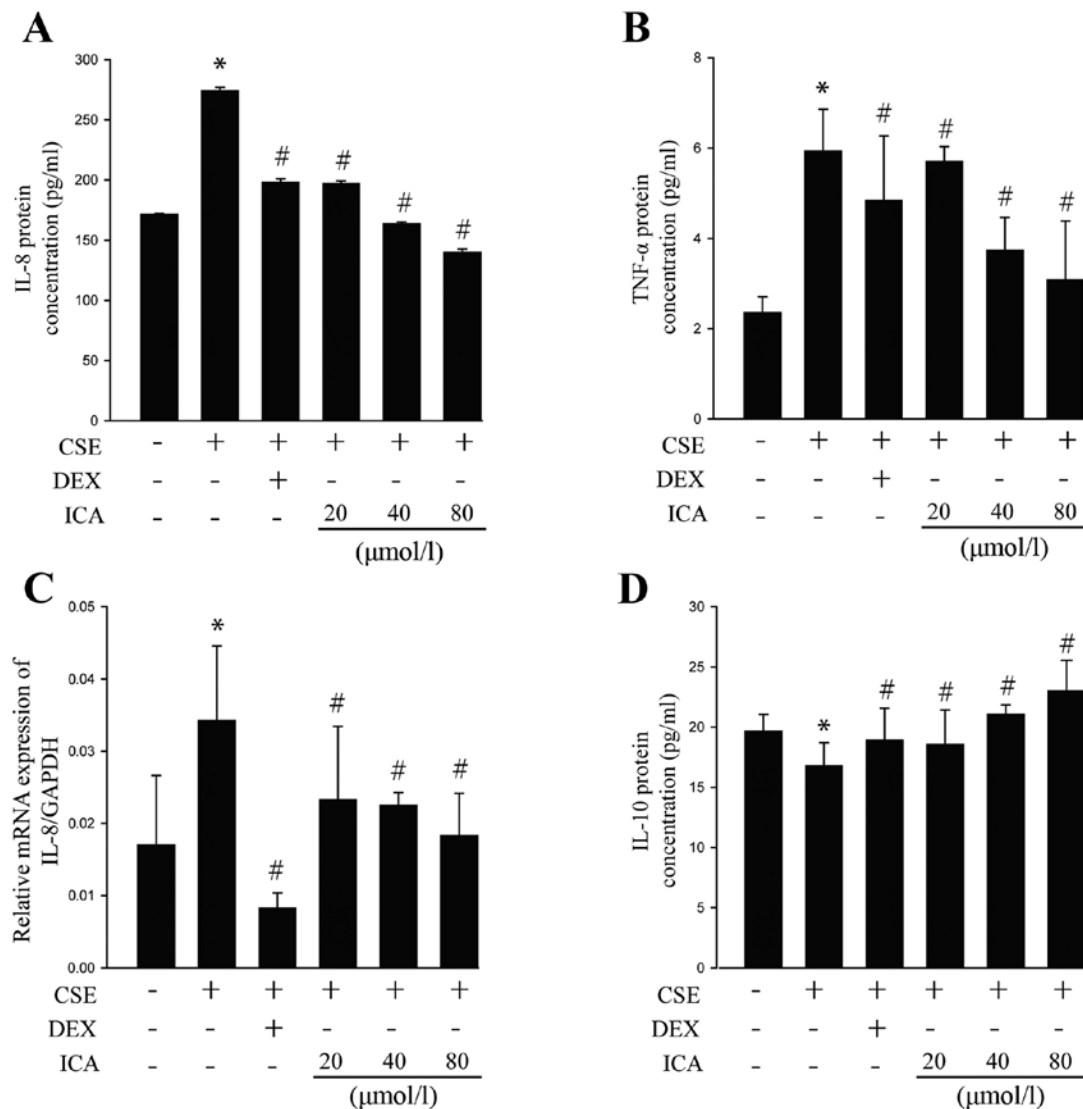 A
IL-8 protein
concentration (pg/ml)
300
250
200
150
100
50
0
*
#
#
#
#
CSE - + + + + +
DEX - - + - - -
ICA - - - 20 40 80
(μmol/l)
B
TNF-α protein
concentration (pg/ml)
8
6
4
2
0
*
#
#
#
#
CSE - + + + + +
DEX - - + - - -
ICA - - - 20 40 80
(μmol/l)
C
Relative mRNA expression of
IL-8/GAPDH
0.05
0.04
0.03
0.02
0.01
0.00
*
#
#
#
#
CSE - + + + + +
DEX - - + - - -
ICA - - - 20 40 80
(μmol/l)
D
IL-10 protein
concentration (pg/ml)
30
25
20
15
10
5
0
*
#
#
#
#
CSE - + + + + +
DEX - - + - - -
ICA - - - 20 40 80
(μmol/l)